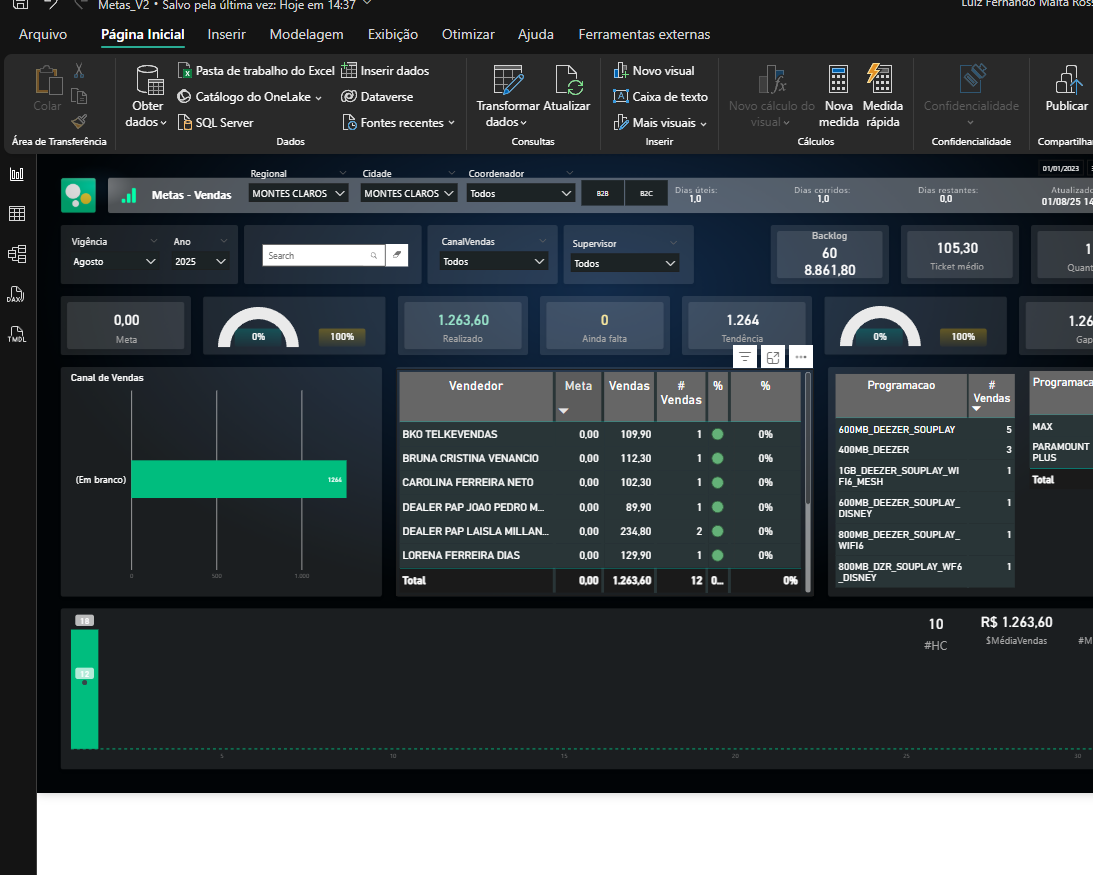 Metas_V2 • Salvo pela última vez: Hoje em 14:37
Luiz Fernando Malta Ross
Arquivo Página Inicial Inserir Modelagem Exibição Otimizar Ajuda Ferramentas externas
Colar
Área de Transferência
Obter dados
Pasta de trabalho do Excel
Catálogo do OneLake
SQL Server
Inserir dados
Dataverse
Fontes recentes
Dados
Transformar dados
Atualizar
Consultas
Novo visual
Caixa de texto
Mais visuais
Inserir
Novo cálculo do visual
Nova medida
Medida rápida
Cálculos
Confidencialidade
Confidencialidade
Publicar
Compartilha
DAX
TMDL
Metas - Vendas
Regional
MONTES CLAROS
Cidade
MONTES CLAROS
Coordenador
Todos
B2B
B2C
Dias úteis:
1,0
Dias corridos:
1,0
Dias restantes:
0,0
01/01/2023
Atualizado
01/08/25 14
Vigência
Agosto
Ano
2025
Search
CanalVendas
Todos
Supervisor
Todos
Backlog
60
8.861,80
105,30
Ticket médio
1
Quant
0,00
Meta
0%
100%
1.263,60
Realizado
0
Ainda falta
1.264
Tendência
0%
100%
1.26
Gap
Canal de Vendas
(Em branco)
1264
0 500 1.000
Vendedor Meta Vendas # Vendas % %
BKO TELKEVENDAS 0,00 109,90 1 0%
BRUNA CRISTINA VENANCIO 0,00 112,30 1 0%
CAROLINA FERREIRA NETO 0,00 102,30 1 0%
DEALER PAP JOAO PEDRO M... 0,00 89,90 1 0%
DEALER PAP LAISLA MILLAN... 0,00 234,80 2 0%
LORENA FERREIRA DIAS 0,00 129,90 1 0%
Total 0,00 1.263,60 12 0... 0%
Programacao # Vendas
600MB_DEEZER_SOUPLAY 5
400MB_DEEZER 3
1GB_DEEZER_SOUPLAY_WI 1
FI6_MESH
600MB_DEEZER_SOUPLAY_ 1
DISNEY
800MB_DEEZER_SOUPLAY_ 1
WIFI6
800MB_DZR_SOUPLAY_WF6 1
_DISNEY
Programaca
MAX
PARAMOUNT
PLUS
Total
18
12
10
#HC
R$ 1.263,60
$MédiaVendas
#M
5 10 15 20 25 30